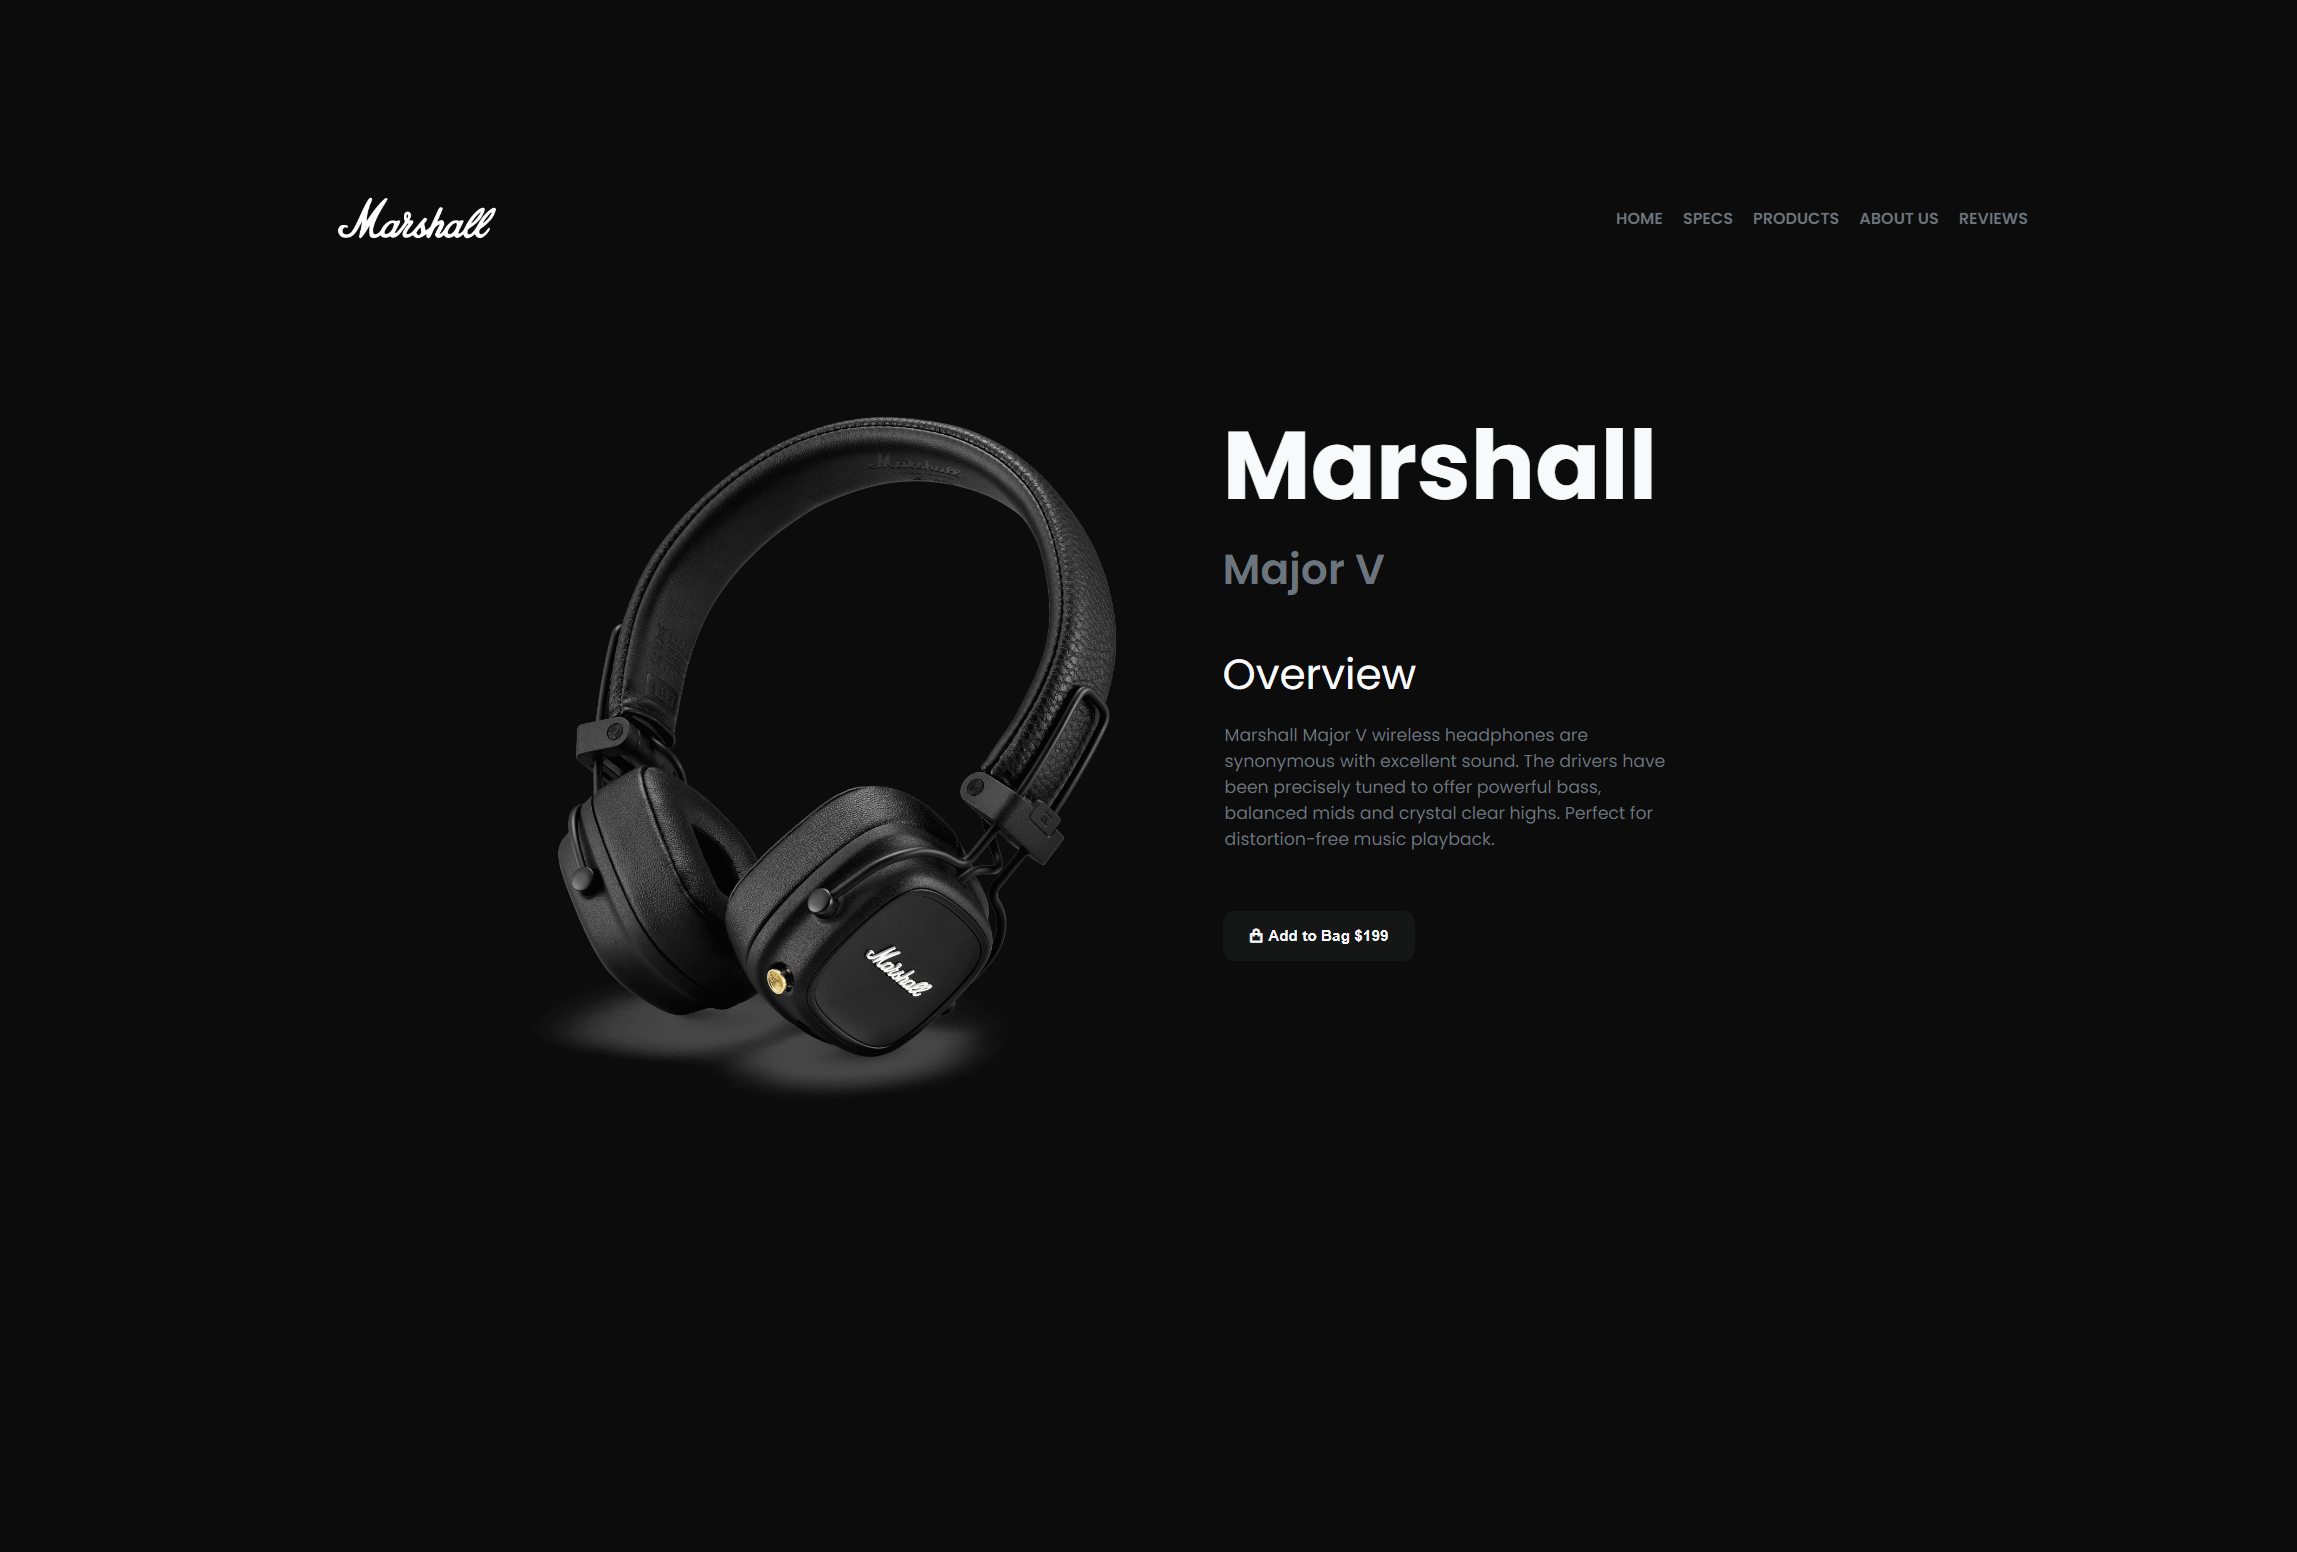 Marshall
HOME SPECS PRODUCTS ABOUT US REVIEWS
Marshall
Marshall
Major V
Overview
Marshall Major V wireless headphones are
synonymous with excellent sound. The drivers have
been precisely tuned to offer powerful bass,
balanced mids and crystal clear highs. Perfect for
distortion-free music playback.
Add to Bag $199
Marshall